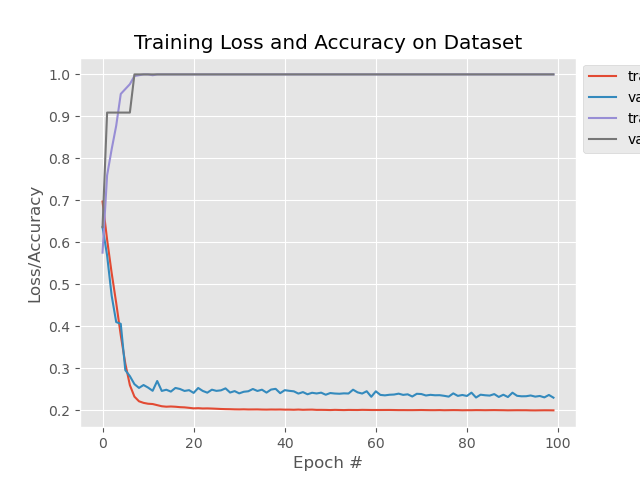 Training Loss and Accuracy on Dataset
1.0
0.9
0.8
0.7
0.6
0.5
0.4
0.3
0.2
Loss/Accuracy
0 20 40 60 80 100
Epoch #
tra
va
tra
va